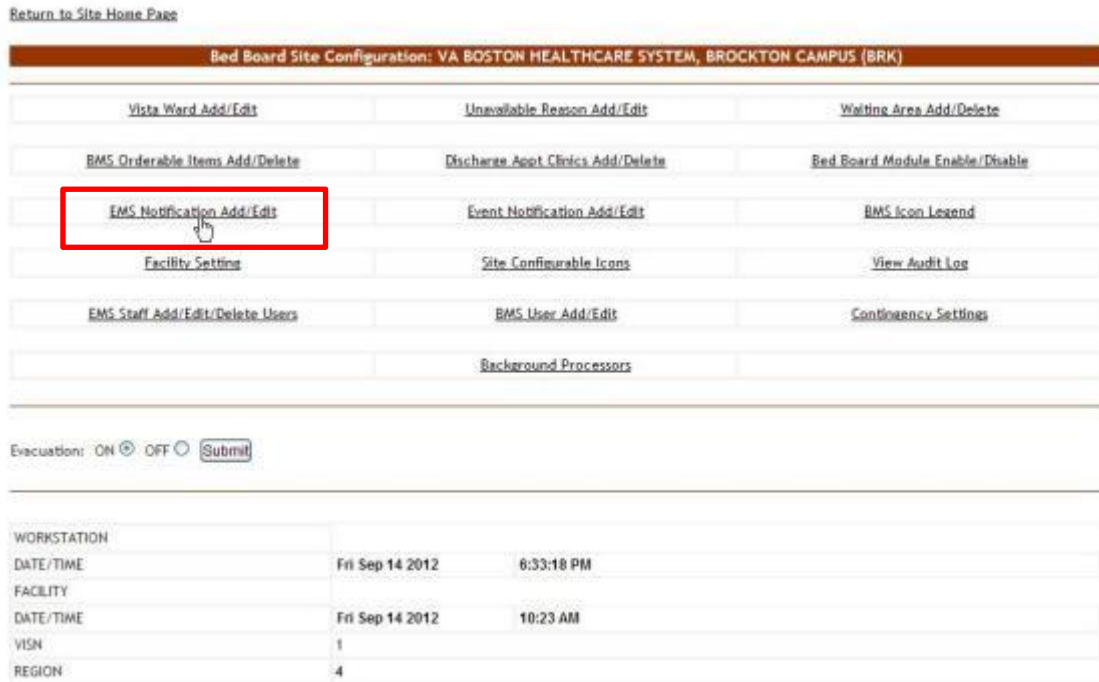 Return to Site Home Page
Bed Board Site Configuration: VA BOSTON HEALTHCARE SYSTEM, BROCKTON CAMPUS (BRK)
Vista Ward Add/Edit Unavailable Reason Add/Edit Waiting Area Add/Delete
BMS Orderable Items Add/Delete Discharge Appt Clinics Add/Delete Bed Board Module Enable/Disable
EMS Notification Add/Edit Event Notification Add/Edit BMS Icon Legend
Facility Setting Site Configurable Icons View Audit Log
EMS Staff Add/Edit/Delete Users BMS User Add/Edit Contingency Settings
Background Processors
Evacuation: ON OFF Submit
WORKSTATION
DATE/TIME Fri Sep 14 2012 6:33:18 PM
FACILITY
DATE/TIME Fri Sep 14 2012 10:23 AM
VISN 1
REGION 4